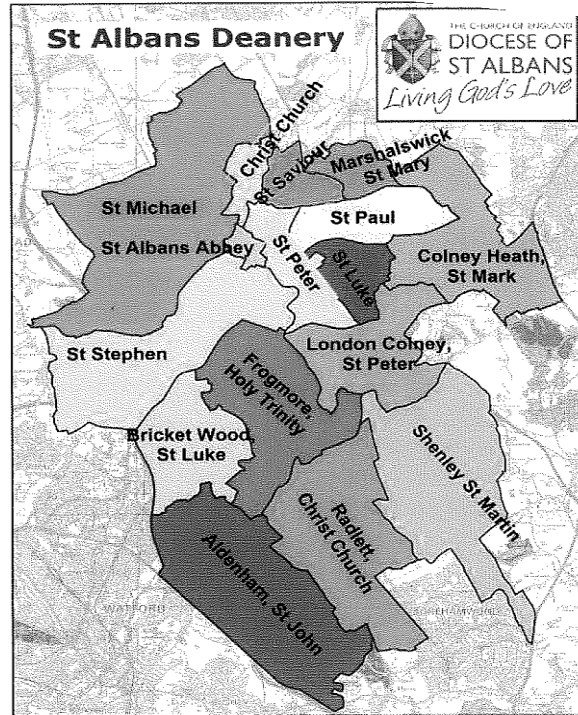 St Albans Deanery
THE CHURCH OF ENGLAND
DIOCESE OF
ST ALBANS
Living God's Love
Christ Church
St Saviour
Marshalswick
St Mary
St Michael
St Paul
St Albans Abbey
St Peter
St Luke
Colney Heath,
St Mark
St Stephen
London Colney,
St Peter
Frogmore,
Holy Trinity
Bricket Wood,
St Luke
Shenley St Martin
Radlett,
Christ Church
Aldenham, St John
WATFORD